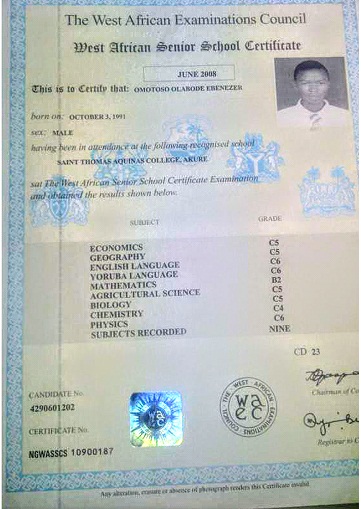 The West African Examinations Council
West African Senior School Certificate
JUNE 2008
This is to Certify that: OMOTOSO OLABODE EBENEZER
born on: OCTOBER 3, 1991
sex: MALE
having been in attendance at the following recognised school
SAINT THOMAS AQUINAS COLLEGE, AKURE
sat The West African Senior School Certificate Examination
and obtained the results shown below.
SUBJECT GRADE
ECONOMICS C5
GEOGRAPHY C5
ENGLISH LANGUAGE C6
YORUBA LANGUAGE C6
MATHEMATICS B2
AGRICULTURAL SCIENCE C5
BIOLOGY C5
CHEMISTRY C4
PHYSICS C6
SUBJECTS RECORDED NINE
CD 23
Chairman of Co
CANDIDATE No.
4290601202
CERTIFICATE No.
NGWASSCS 10900187
waec
THE WEST AFRICAN EXAMINATIONS COUNCIL
waec
Registrar to C
Any alteration, erasure or absence of photograph renders this Certificate invalid